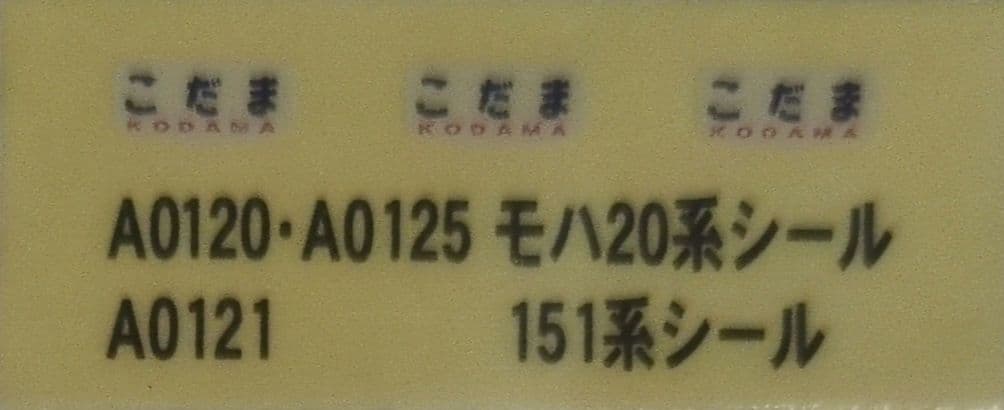 こだま こだま こだま
KODAMA KODAMA KODAMA
A0120・A0125 モハ20系シール
A0121 151系シール